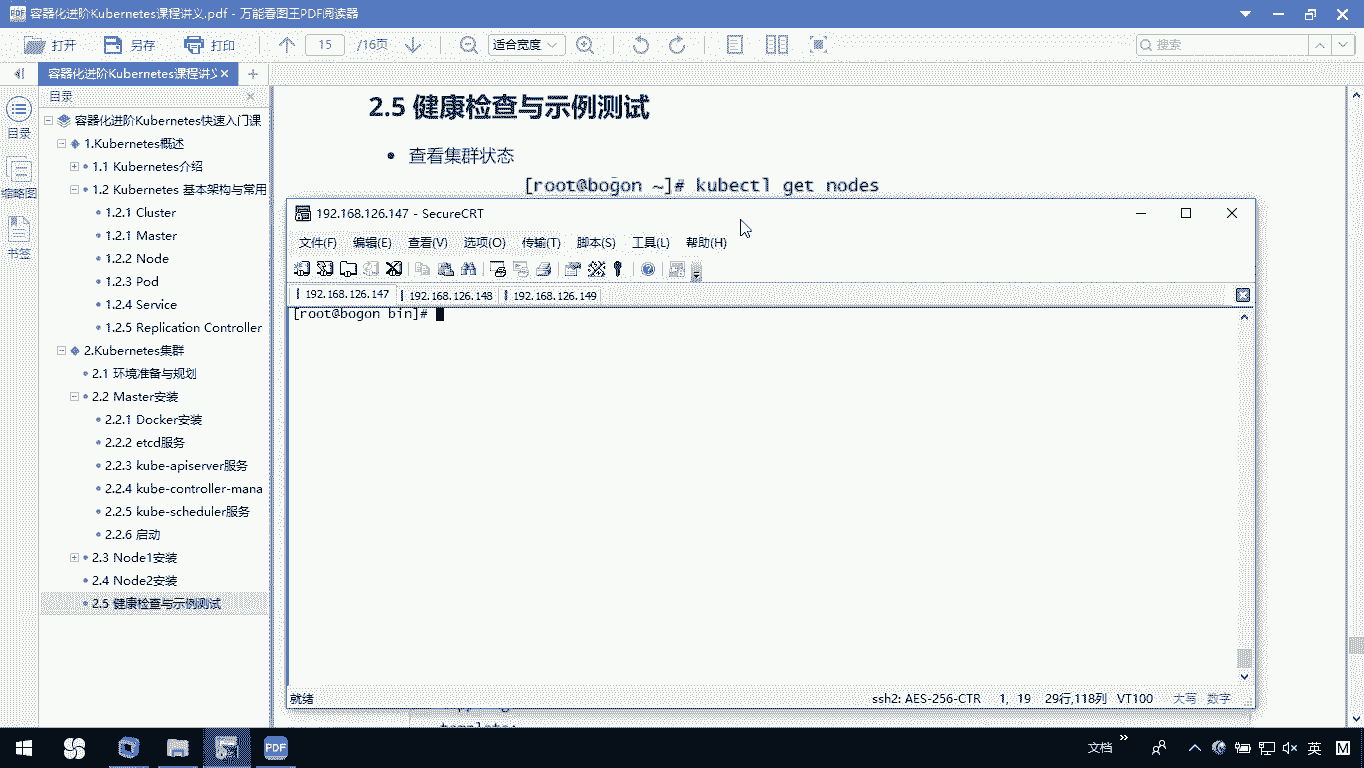 容器化进阶Kubernetes课程讲义.pdf - 万能看图王PDF阅读器
打开 另存 打印 15 /16页 适合宽度 搜索
容器化进阶Kubernetes课程讲义
目录
目录
缩略图
书签
容器化进阶Kubernetes快速入门课
1.Kubernetes概述
1.1 Kubernetes介绍
1.2 Kubernetes 基本架构与常用
1.2.1 Cluster
1.2.1 Master
1.2.2 Node
1.2.3 Pod
1.2.4 Service
1.2.5 Replication Controller
2.Kubernetes集群
2.1 环境准备与规划
2.2 Master安装
2.2.1 Docker安装
2.2.2 etcd服务
2.2.3 kube-apiserver服务
2.2.4 kube-controller-mana
2.2.5 kube-scheduler服务
2.2.6 启动
2.3 Node1安装
2.4 Node2安装
2.5 健康检查与示例测试
2.5 健康检查与示例测试
查看集群状态
[root@bogon ~]# kubectl get nodes
192.168.126.147 - SecureCRT
文件(F) 编辑(E) 查看(V) 选项(O) 传输(T) 脚本(S) 工具(L) 帮助(H)
192.168.126.147 192.168.126.148 192.168.126.149
[root@bogon bin]#
就绪 ssh2: AES-256-CTR 1, 19 29行,118列 VT100 大写 数字
template:
PDF 文档 英 M